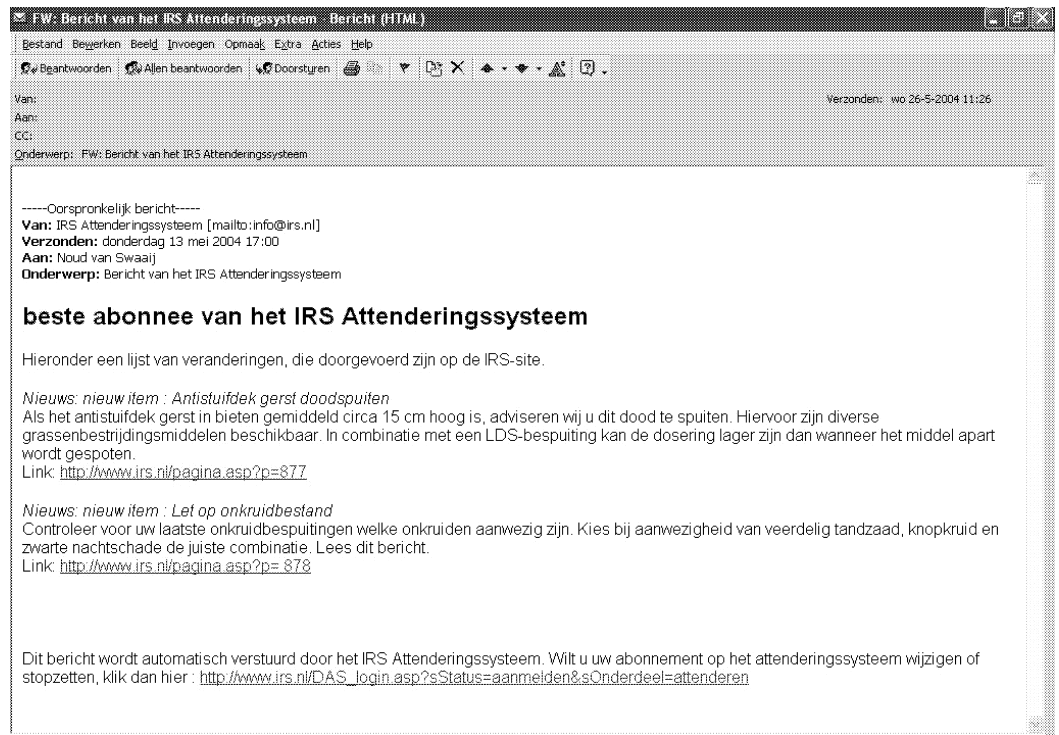 FW: Bericht van het IRS Attenderingssysteem - Bericht (HTML)
Bestand Bewerken Beeld Invoegen Opmaak Extra Acties Help
Beantwoorden Allen beantwoorden Doorsturen
Van: Verzonden: wo 26-5-2004 11:26
Aan:
CC:
Onderwerp: FW: Bericht van het IRS Attenderingssysteem
-----Oorspronkelijk bericht-----
Van: IRS Attenderingssysteem [mailto:info@irs.nl]
Verzonden: donderdag 13 mei 2004 17:00
Aan: Noud van Swaaij
Onderwerp: Bericht van het IRS Attenderingssysteem
beste abonnee van het IRS Attenderingssysteem
Hieronder een lijst van veranderingen, die doorgevoerd zijn op de IRS-site.
Nieuws: nieuw item : Antistuifdek gerst doodspuiten
Als het antistuifdek gerst in bieten gemiddeld circa 15 cm hoog is, adviseren wij u dit dood te spuiten. Hiervoor zijn diverse
grassenbestrijdingsmiddelen beschikbaar. In combinatie met een LDS-bespuiting kan de dosering lager zijn dan wanneer het middel apart
wordt gespoten.
Link: http://www.irs.nl/pagina.asp?p=877
Nieuws: nieuw item : Let op onkruidbestand
Controleer voor uw laatste onkruidbespuitingen welke onkruiden aanwezig zijn. Kies bij aanwezigheid van veerdelig tandzaad, knopkruid en
zwarte nachtschade de juiste combinatie. Lees dit bericht.
Link: http://www.irs.nl/pagina.asp?p= 878
Dit bericht wordt automatisch verstuurd door het IRS Attenderingssysteem. Wilt u uw abonnement op het attenderingssysteem wijzigen of
stopzetten, klik dan hier : http://www.irs.nl/DAS_login.asp?sStatus=aanmelden&sOnderdeel=attenderen